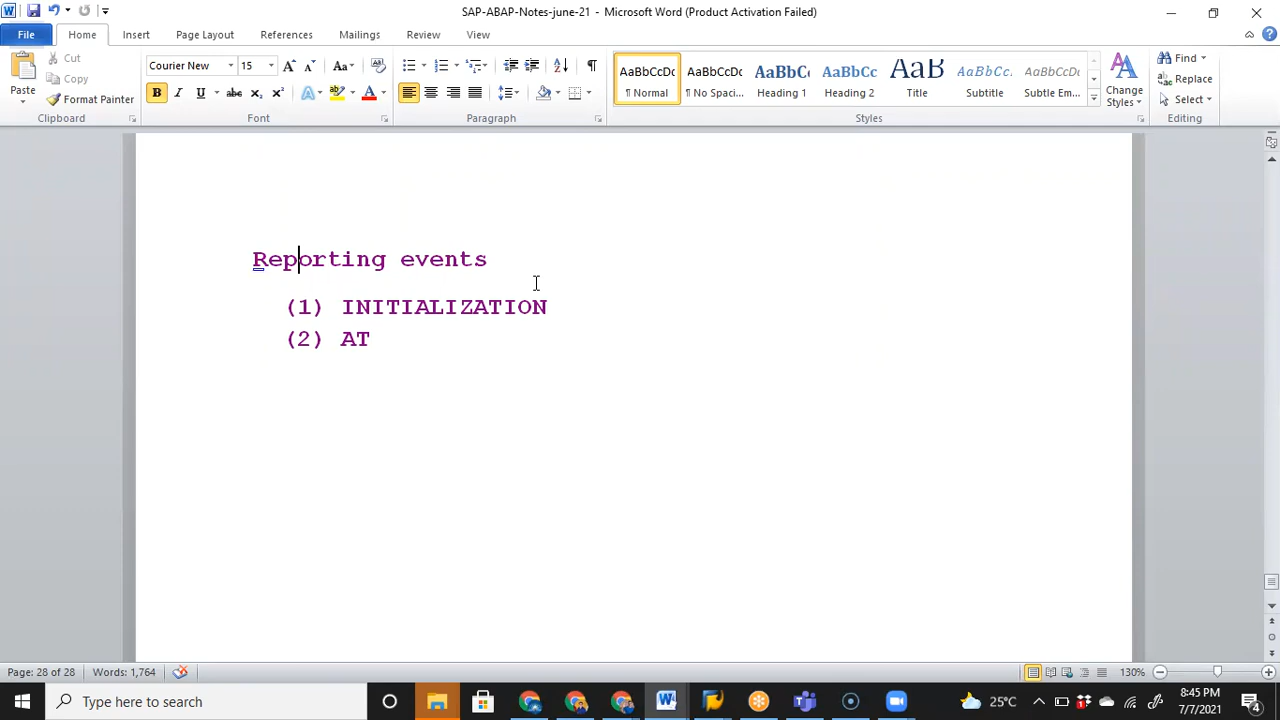 SAP-ABAP-Notes-june-21 - Microsoft Word (Product Activation Failed)
File Home Insert Page Layout References Mailings Review View
Paste
Cut
Copy
Format Painter
Clipboard
Courier New 15
Font
Paragraph
AaBbCcDc AaBbCcDc AaBbCc AaBbCc AaB AaBbCc. AaBbCcDc
¶ Normal ¶ No Spaci... Heading 1 Heading 2 Title Subtitle Subtle Em...
Styles
Change Styles
Find
Replace
Select
Editing
Reporting events
(1) INITIALIZATION
(2) AT
Page: 28 of 28 Words: 1,764 130%
Type here to search
25°C
8:45 PM
7/7/2021
4